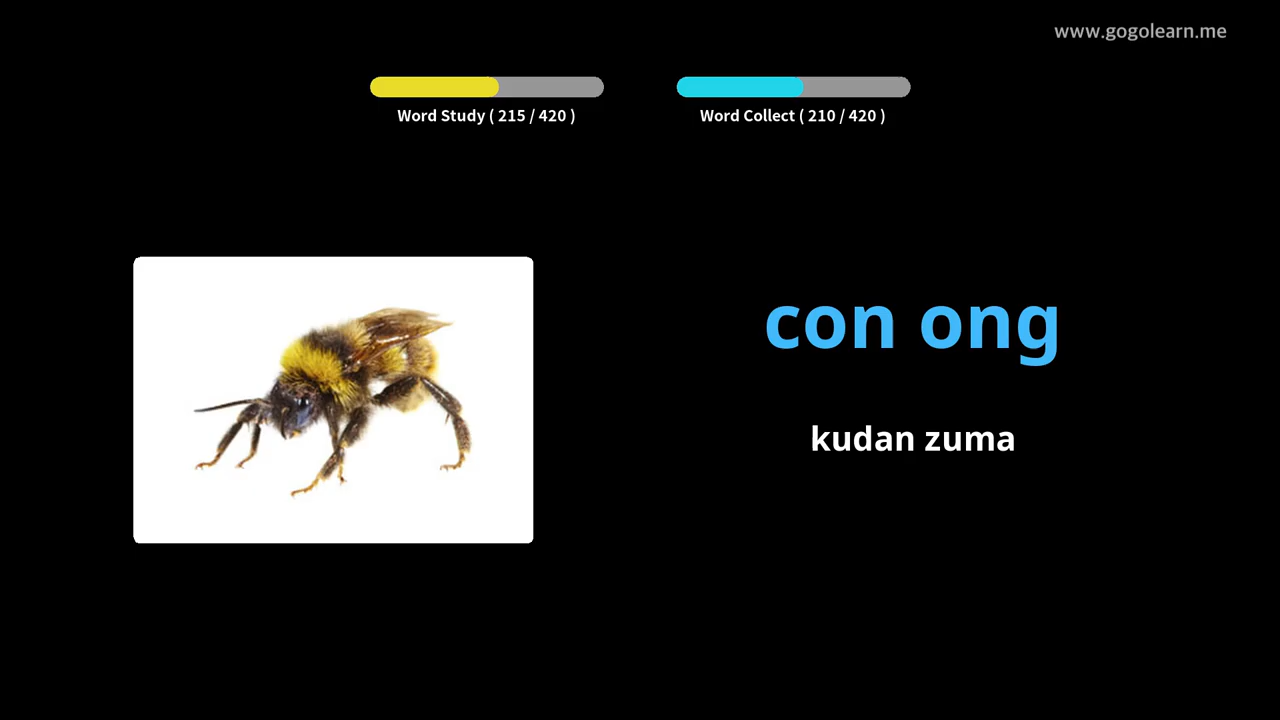 www.gogolearn.me
Word Study ( 215 / 420 )
Word Collect ( 210 / 420 )
con ong
kudan zuma